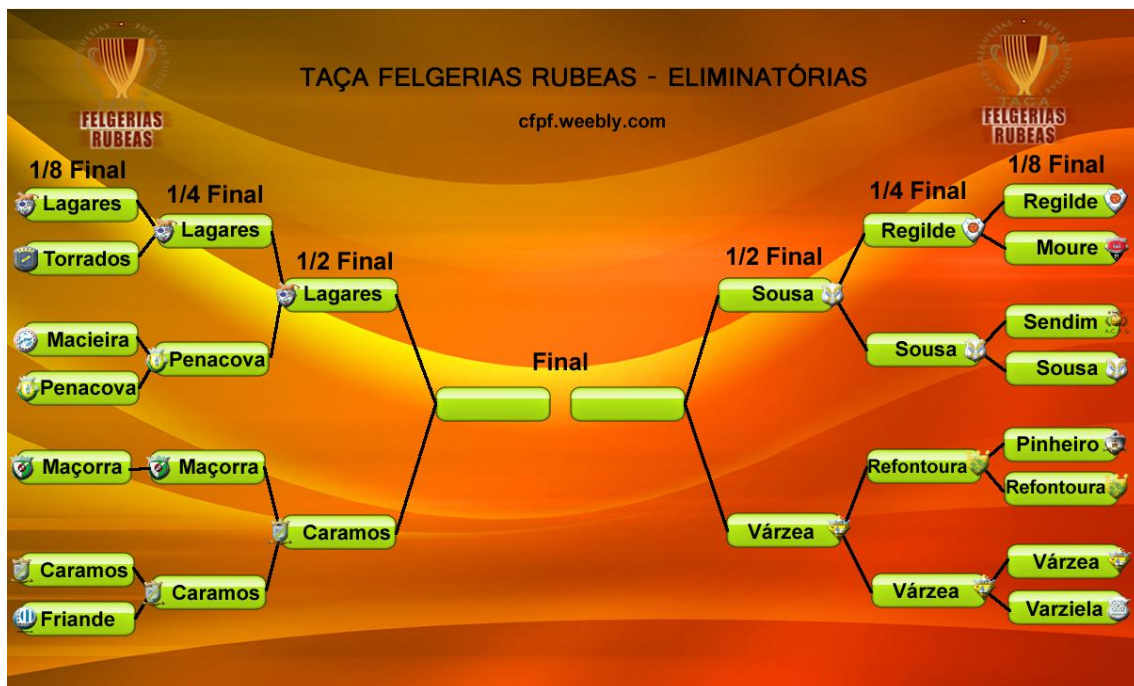 TAÇA FELGERIAS RUBEAS - ELIMINATÓRIAS
cfpf.weebly.com
TAÇA
FELGERIAS
RUBEAS
TAÇA
FELGERIAS
RUBEAS
1/8 Final
Lagares
Torrados
Macieira
Penacova
Maçorra
Caramos
Friande
1/4 Final
Lagares
Penacova
Maçorra
Caramos
1/2 Final
Lagares
Caramos
Final
1/2 Final
Sousa
Várzea
1/4 Final
Regilde
Sousa
Refontoura
Várzea
1/8 Final
Regilde
Moure
Sendim
Sousa
Pinheiro
Refontoura
Várzea
Varziela